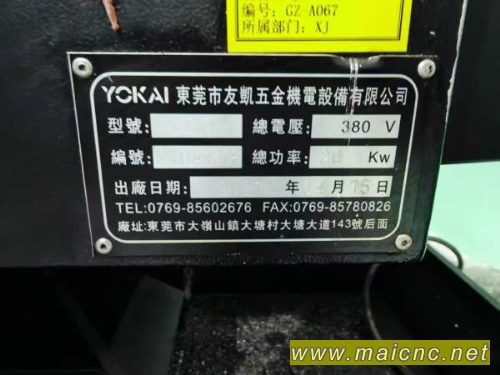 编号: GZ-A067
所属部门: XJ
YOKAI 東莞市友凱五金機電設備有限公司
型號: 總電壓: 380 V
編號: 總功率: Kw
出廠日期: 年 月 15 日
TEL:0769-85602676 FAX:0769-85780826
廠址:東莞市大嶺山鎮大塘村大塘大道143號后面
www.maicnc.net